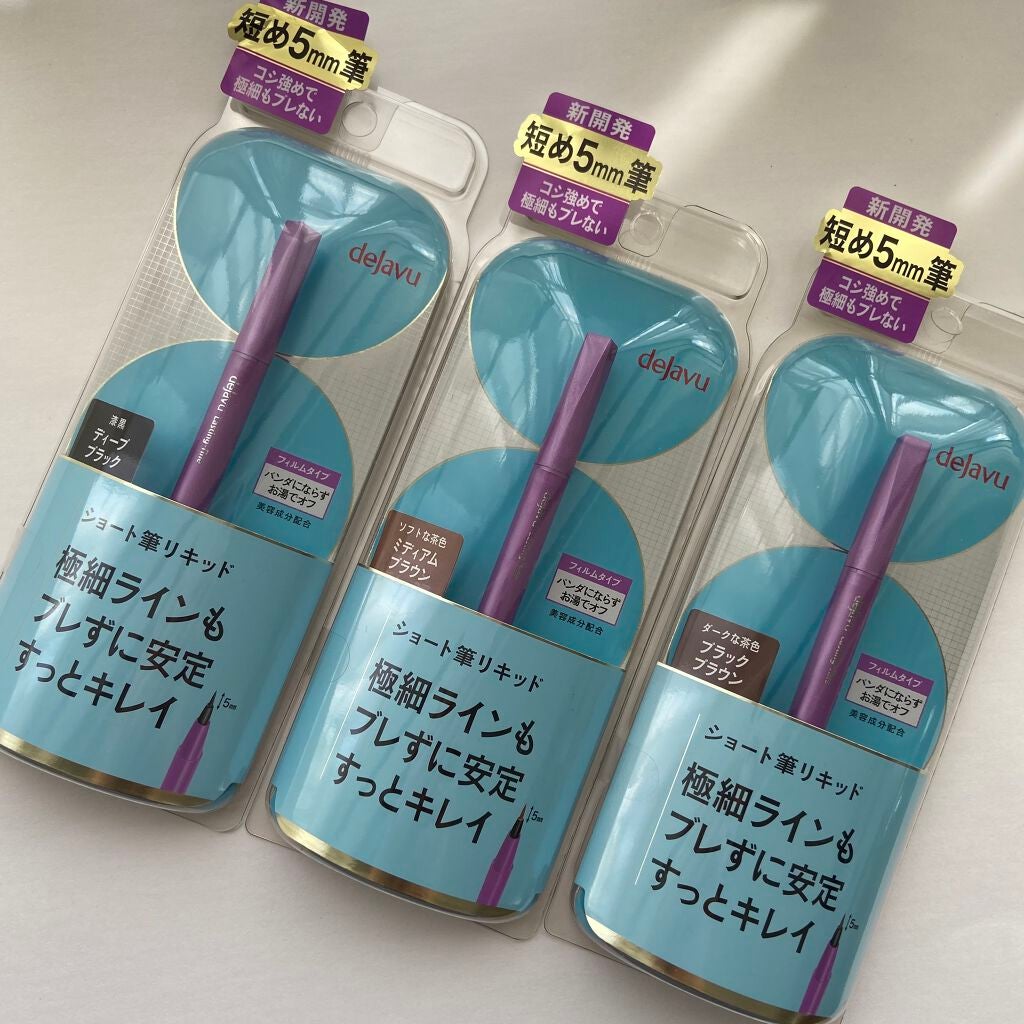 新開発
短め5mm筆
コシ強めで
極細もブレない
dejavu
dejavu Lasting-fine
漆黒
ディープ
ブラック
フィルムタイプ
パンダにならず
お湯でオフ
美容成分配合
ショート筆リキッド
極細ラインも
ブレずに安定
すっとキレイ
5mm
新開発
短め5mm筆
コシ強めで
極細もブレない
dejavu
ソフトな茶色
ミディアム
ブラウン
フィルムタイプ
パンダにならず
お湯でオフ
美容成分配合
ショート筆リキッド
極細ラインも
ブレずに安定
すっとキレイ
5mm
新開発
短め5mm筆
コシ強めで
極細もブレない
dejavu
ダークな茶色
ブラック
ブラウン
フィルムタイプ
パンダにならず
お湯でオフ
美容成分配合
ショート筆リキッド
極細ラインも
ブレずに安定
すっとキレイ
5mm